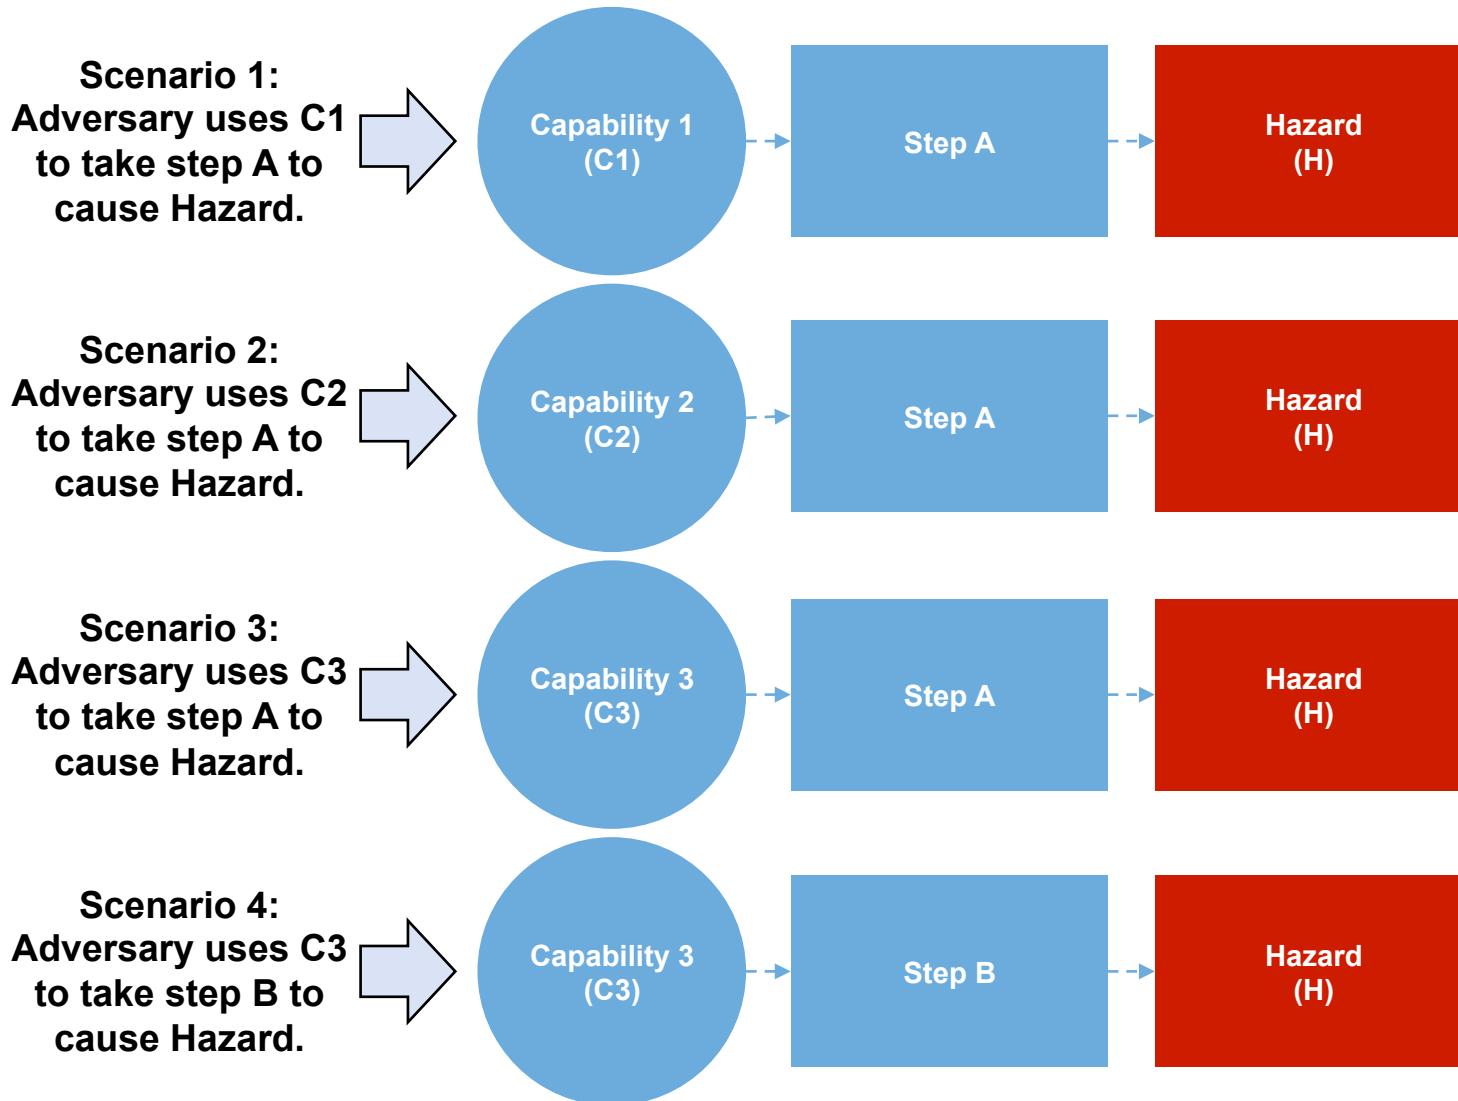 Scenario 1:
Adversary uses C1
to take step A to
cause Hazard.
Capability 1
(C1)
Step A
Hazard
(H)
Scenario 2:
Adversary uses C2
to take step A to
cause Hazard.
Capability 2
(C2)
Step A
Hazard
(H)
Scenario 3:
Adversary uses C3
to take step A to
cause Hazard.
Capability 3
(C3)
Step A
Hazard
(H)
Scenario 4:
Adversary uses C3
to take step B to
cause Hazard.
Capability 3
(C3)
Step B
Hazard
(H)